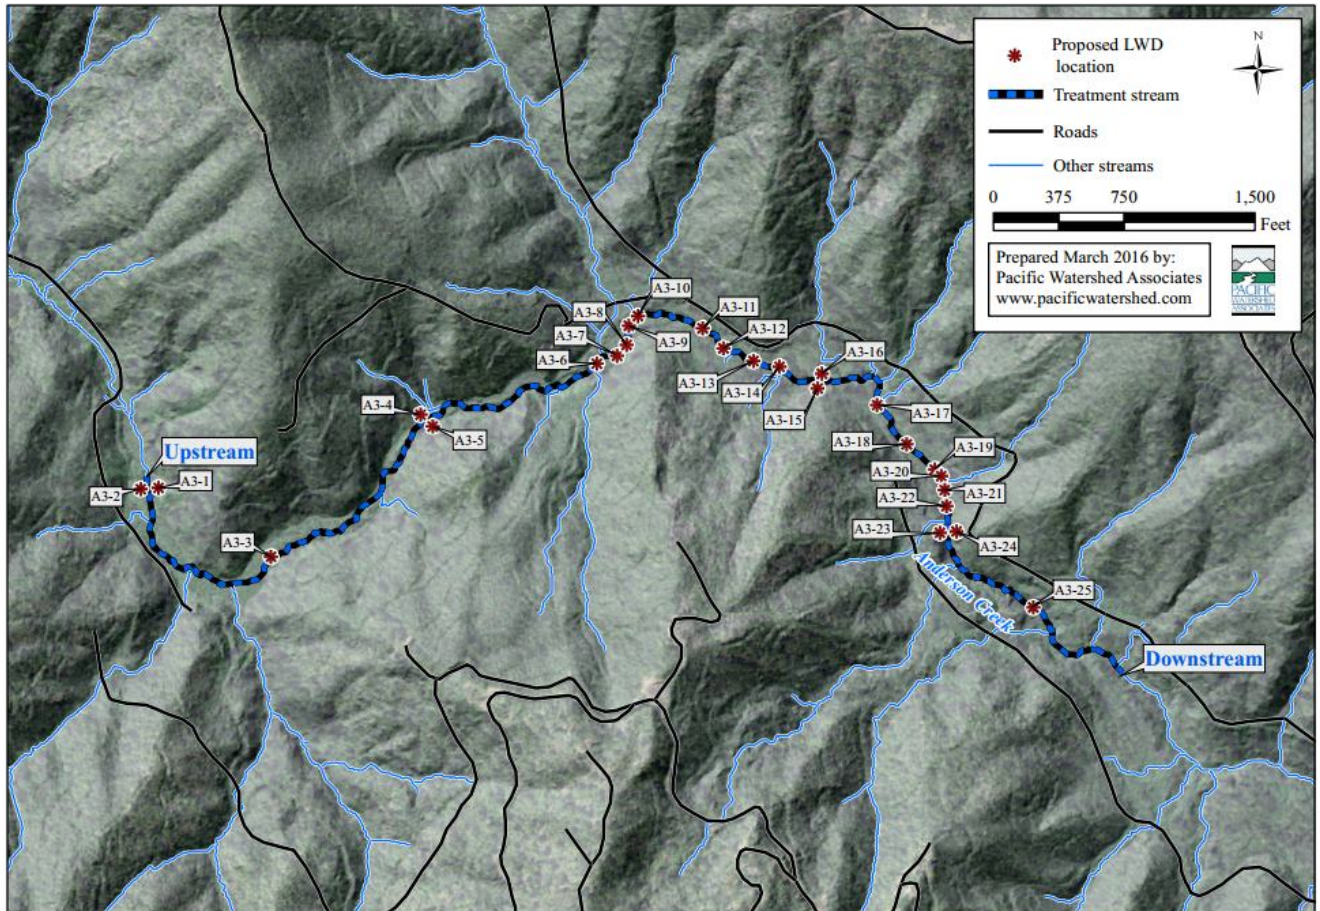 N
Proposed LWD
location
Treatment stream
Roads
Other streams
0 375 750 1,500
Feet
Prepared March 2016 by:
Pacific Watershed Associates
www.pacificwatershed.com
PACIFIC
WATERSHED
ASSOCIATES
A3-10
A3-8
A3-11
A3-7
A3-9
A3-12
A3-6
A3-16
A3-13
A3-14
A3-4
A3-15
A3-17
A3-5
A3-18
Upstream
A3-19
A3-20
A3-1
A3-2
A3-21
A3-22
A3-23
A3-3
A3-24
Anderson Creek
A3-25
Downstream